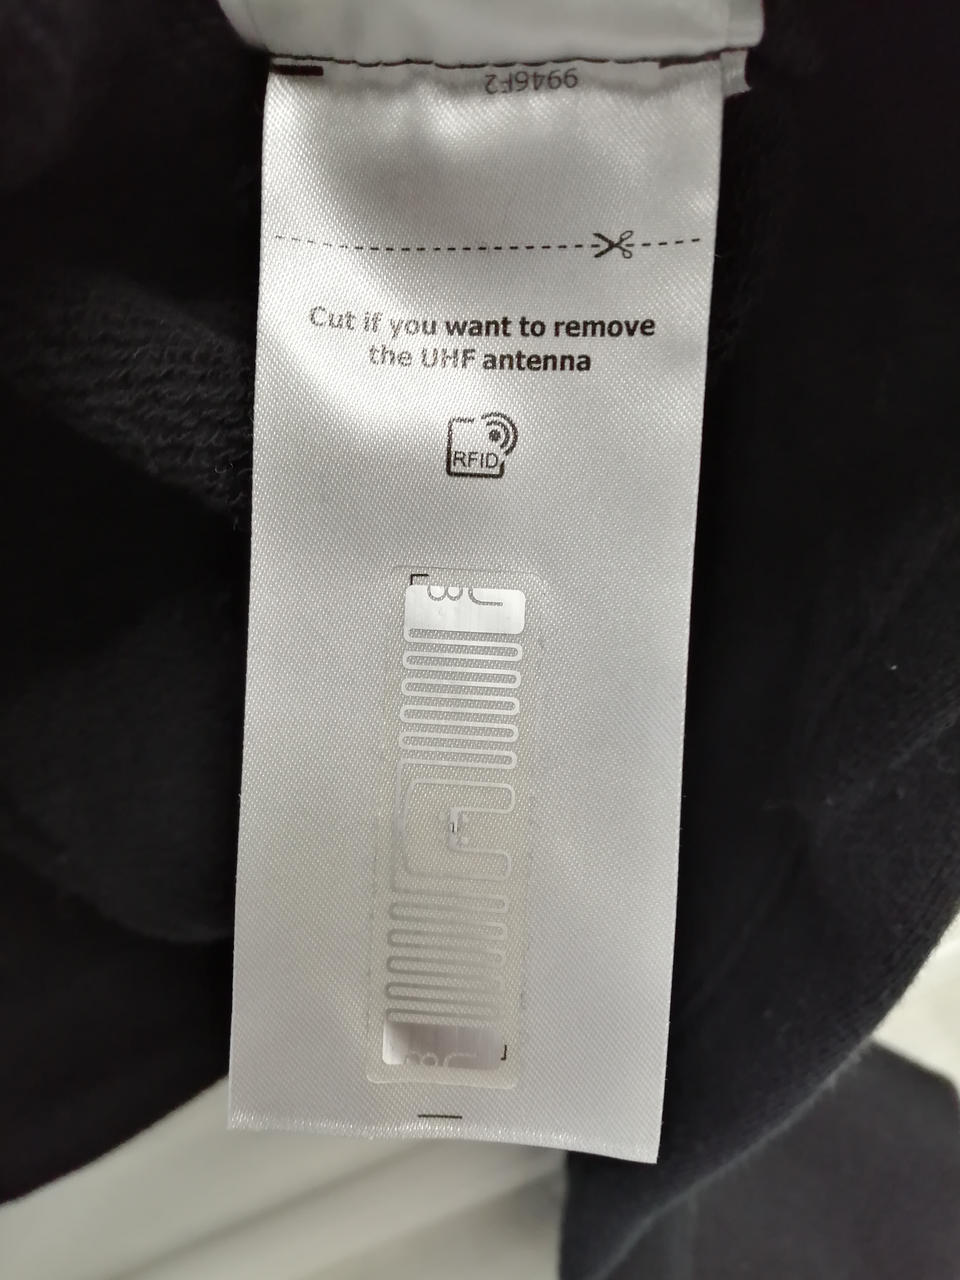 9946F2
Cut if you want to remove
the UHF antenna
RFID